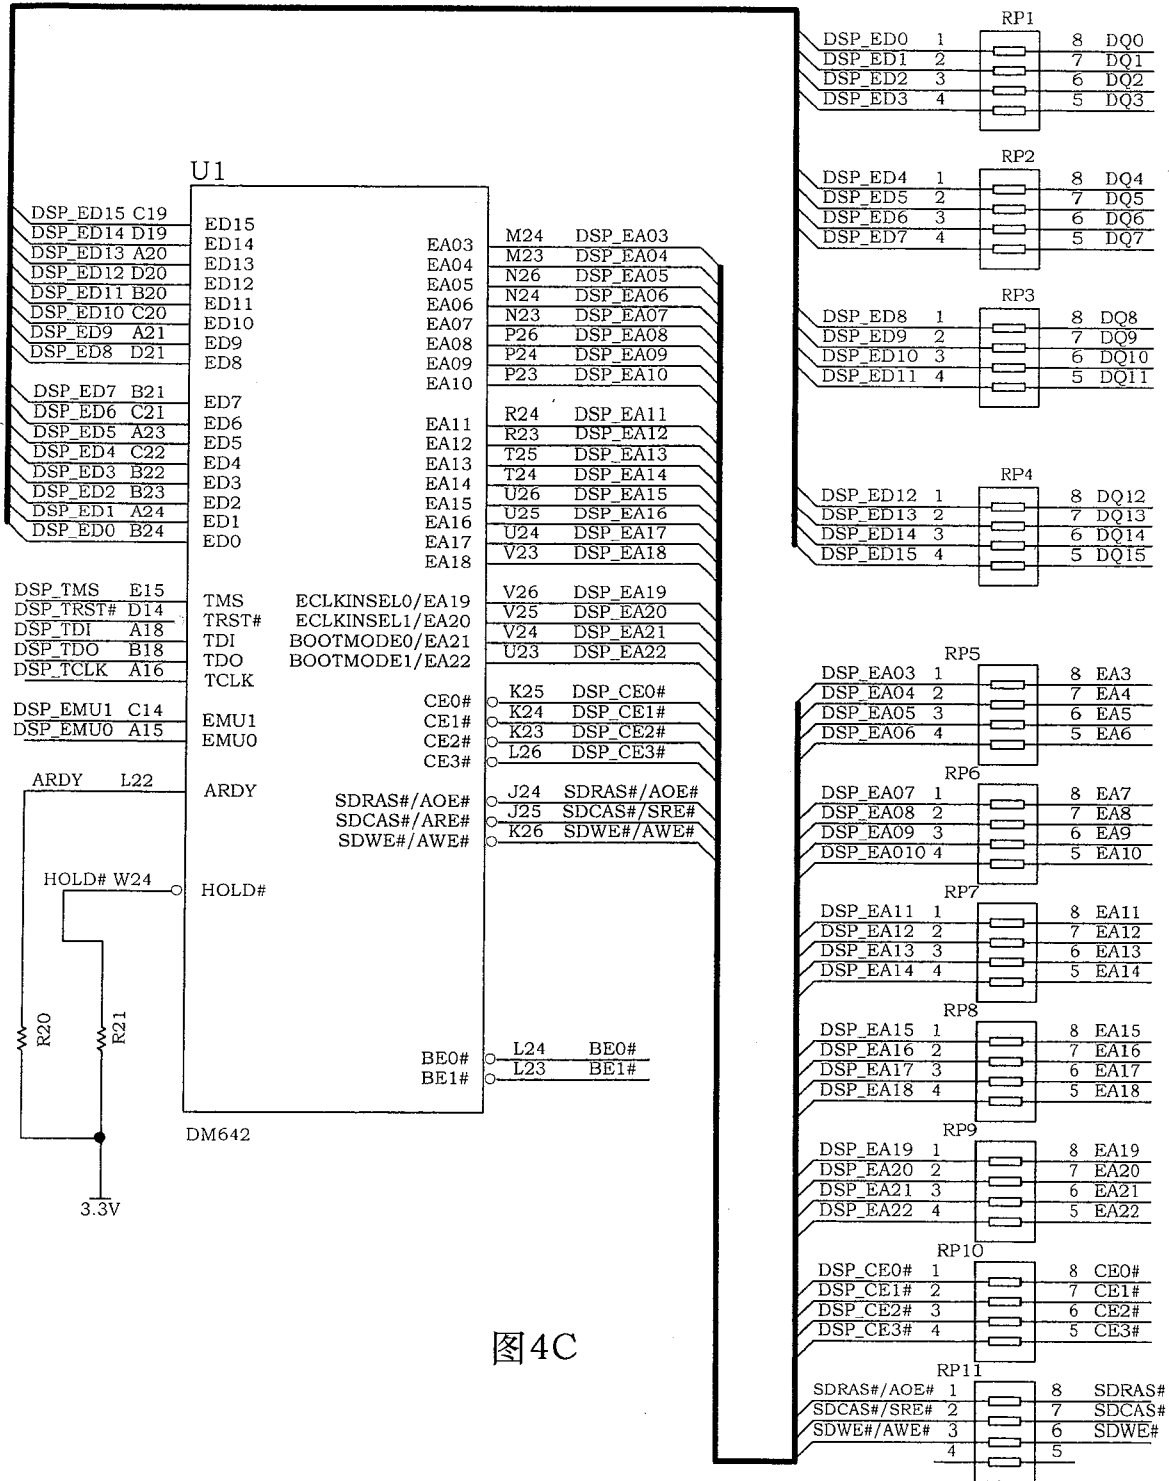 U1
DSP_ED15 C19 ED15
DSP_ED14 D19 ED14
DSP_ED13 A20 ED13
DSP_ED12 D20 ED12
DSP_ED11 B20 ED11
DSP_ED10 C20 ED10
DSP_ED9 A21 ED9
DSP_ED8 D21 ED8
DSP_ED7 B21 ED7
DSP_ED6 C21 ED6
DSP_ED5 A23 ED5
DSP_ED4 C22 ED4
DSP_ED3 B22 ED3
DSP_ED2 B23 ED2
DSP_ED1 A24 ED1
DSP_ED0 B24 ED0
DSP_TMS E15 TMS
DSP_TRST# D14 TRST#
DSP_TDI A18 TDI
DSP_TDO B18 TDO
DSP_TCLK A16 TCLK
DSP_EMU1 C14 EMU1
DSP_EMU0 A15 EMU0
ARDY L22 ARDY
HOLD# W24 HOLD#
R20
R21
3.3V
EA03 M24 DSP_EA03
EA04 M23 DSP_EA04
EA05 N26 DSP_EA05
EA06 N24 DSP_EA06
EA07 N23 DSP_EA07
EA08 P26 DSP_EA08
EA09 P24 DSP_EA09
EA10 P23 DSP_EA10
EA11 R24 DSP_EA11
EA12 R23 DSP_EA12
EA13 T25 DSP_EA13
EA14 T24 DSP_EA14
EA15 U26 DSP_EA15
EA16 U25 DSP_EA16
EA17 U24 DSP_EA17
EA18 V23 DSP_EA18
ECLKINSEL0/EA19 V26 DSP_EA19
ECLKINSEL1/EA20 V25 DSP_EA20
BOOTMODE0/EA21 V24 DSP_EA21
BOOTMODE1/EA22 U23 DSP_EA22
CE0# K25 DSP_CE0#
CE1# K24 DSP_CE1#
CE2# K23 DSP_CE2#
CE3# L26 DSP_CE3#
SDRAS#/AOE# J24 SDRAS#/AOE#
SDCAS#/ARE# J25 SDCAS#/SRE#
SDWE#/AWE# K26 SDWE#/AWE#
BE0# L24 BE0#
BE1# L23 BE1#
DM642
RP1
DSP_ED0 1 8 DQ0
DSP_ED1 2 7 DQ1
DSP_ED2 3 6 DQ2
DSP_ED3 4 5 DQ3
RP2
DSP_ED4 1 8 DQ4
DSP_ED5 2 7 DQ5
DSP_ED6 3 6 DQ6
DSP_ED7 4 5 DQ7
RP3
DSP_ED8 1 8 DQ8
DSP_ED9 2 7 DQ9
DSP_ED10 3 6 DQ10
DSP_ED11 4 5 DQ11
RP4
DSP_ED12 1 8 DQ12
DSP_ED13 2 7 DQ13
DSP_ED14 3 6 DQ14
DSP_ED15 4 5 DQ15
RP5
DSP_EA03 1 8 EA3
DSP_EA04 2 7 EA4
DSP_EA05 3 6 EA5
DSP_EA06 4 5 EA6
RP6
DSP_EA07 1 8 EA7
DSP_EA08 2 7 EA8
DSP_EA09 3 6 EA9
DSP_EA010 4 5 EA10
RP7
DSP_EA11 1 8 EA11
DSP_EA12 2 7 EA12
DSP_EA13 3 6 EA13
DSP_EA14 4 5 EA14
RP8
DSP_EA15 1 8 EA15
DSP_EA16 2 7 EA16
DSP_EA17 3 6 EA17
DSP_EA18 4 5 EA18
RP9
DSP_EA19 1 8 EA19
DSP_EA20 2 7 EA20
DSP_EA21 3 6 EA21
DSP_EA22 4 5 EA22
RP10
DSP_CE0# 1 8 CE0#
DSP_CE1# 2 7 CE1#
DSP_CE2# 3 6 CE2#
DSP_CE3# 4 5 CE3#
RP11
SDRAS#/AOE# 1 8 SDRAS#
SDCAS#/SRE# 2 7 SDCAS#
SDWE#/AWE# 3 6 SDWE#
4 5
图4C